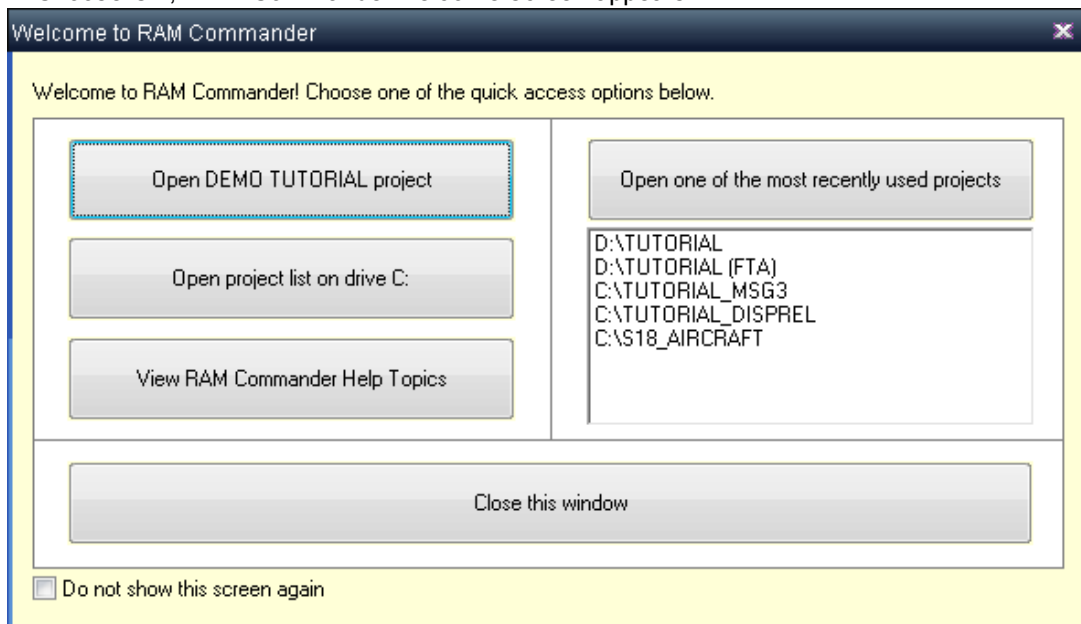 Welcome to RAM Commander
Welcome to RAM Commander! Choose one of the quick access options below.
Open DEMO TUTORIAL project
Open project list on drive C:
View RAM Commander Help Topics
Open one of the most recently used projects
D:\TUTORIAL
D:\TUTORIAL (FTA)
C:\TUTORIAL_MSG3
C:\TUTORIAL_DISPREL
C:\S18_AIRCRAFT
Close this window
Do not show this screen again